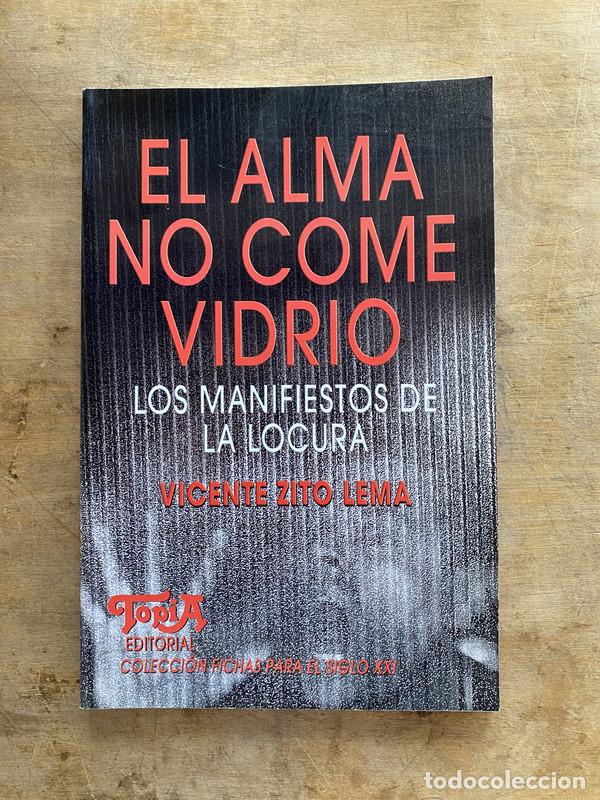 EL ALMA
NO COME
VIDRIO
LOS MANIFIESTOS DE
LA LOCURA
VICENTE ZITO LEMA
TOPIA
EDITORIAL
COLECCIÓN FICHAS PARA EL SIGLO XXI
todocoleccion